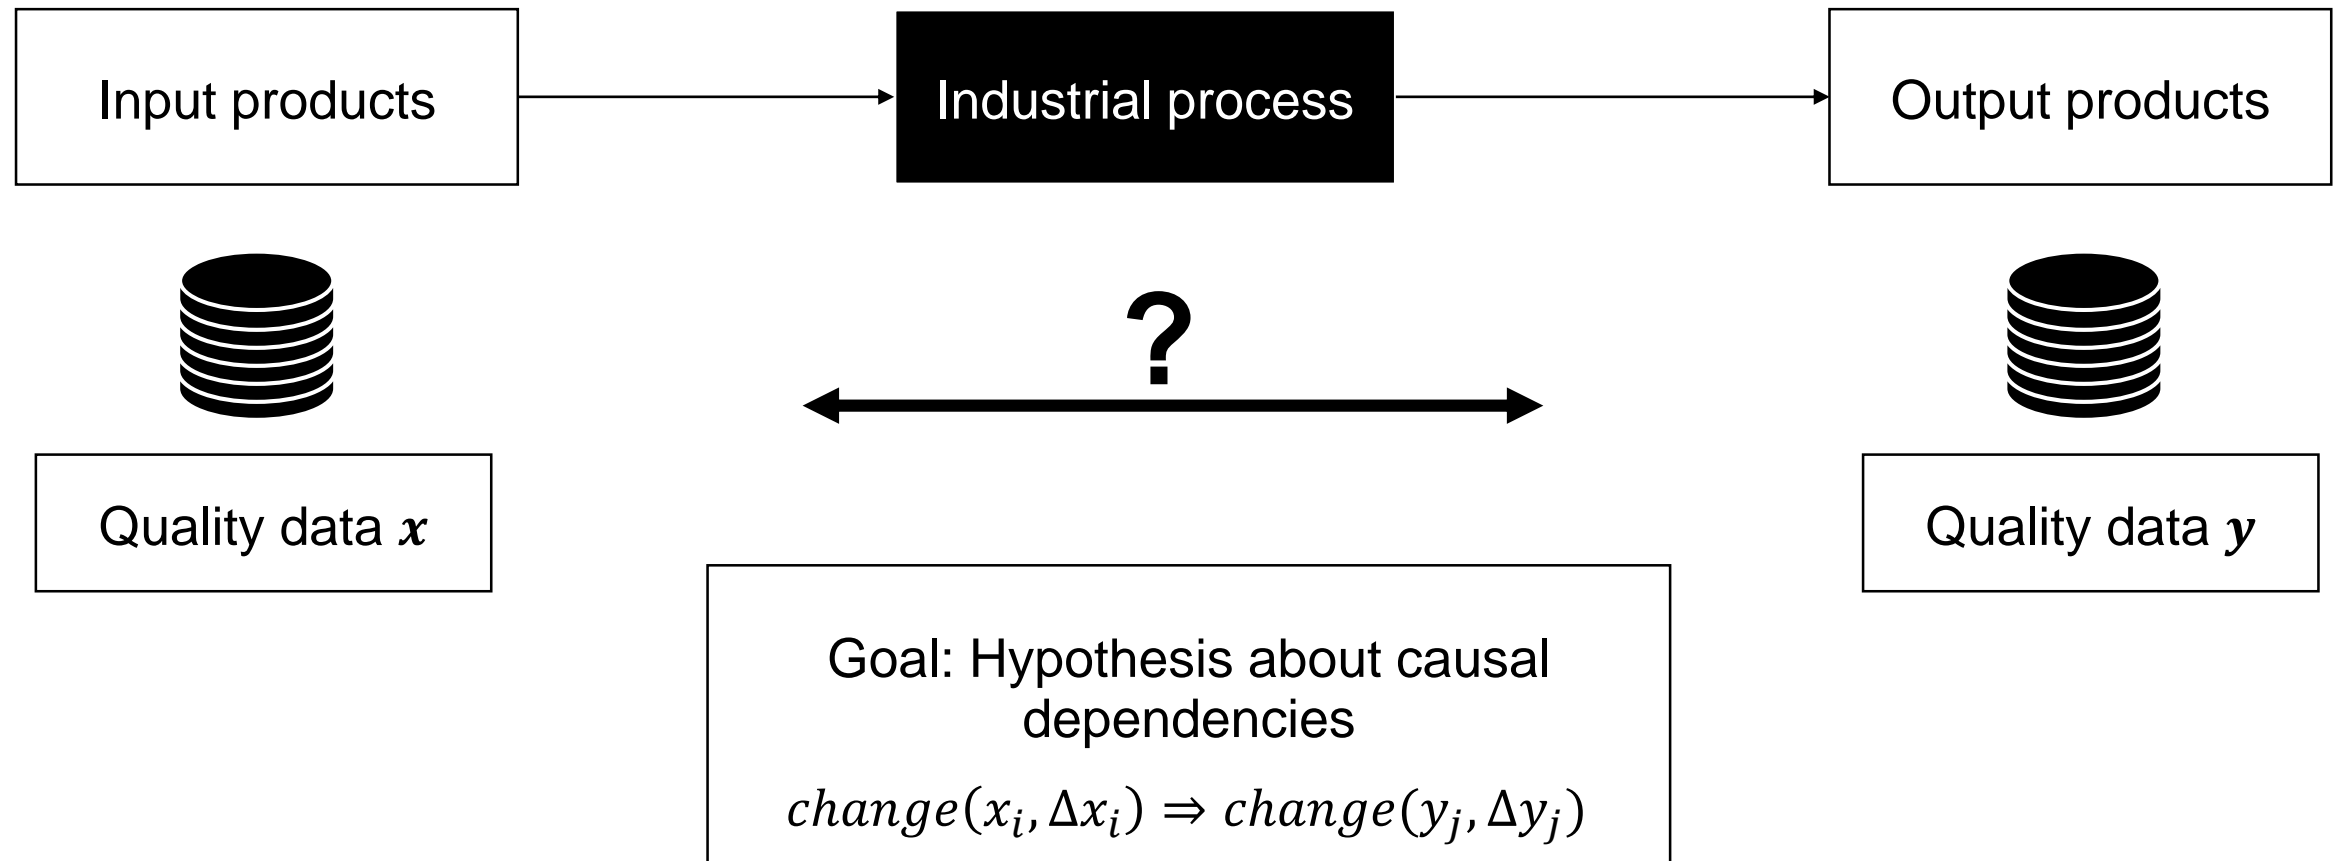 Input products
Industrial process
Output products
?
Quality data x
Quality data y
Goal: Hypothesis about causal
dependencies
change(xᵢ, Δxᵢ) ⇒ change(yⱼ, Δyⱼ)